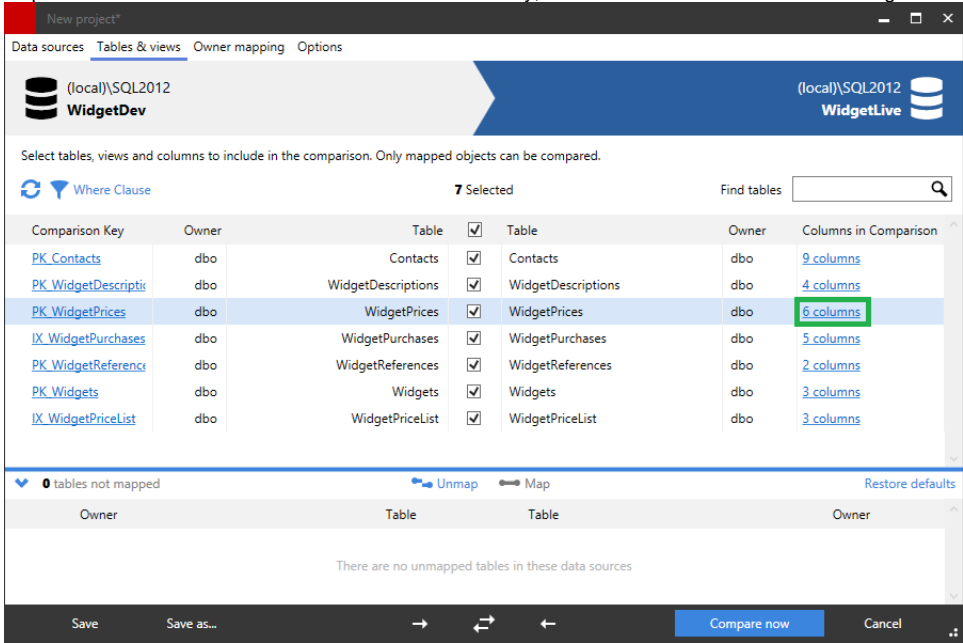 New project*
Data sources Tables & views Owner mapping Options
(local)\SQL2012 (local)\SQL2012
WidgetDev WidgetLive
Select tables, views and columns to include in the comparison. Only mapped objects can be compared.
Where Clause 7 Selected Find tables
Comparison Key Owner Table Table Owner Columns in Comparison
PK_Contacts dbo Contacts Contacts dbo 9 columns
PK_WidgetDescriptic dbo WidgetDescriptions WidgetDescriptions dbo 4 columns
PK_WidgetPrices dbo WidgetPrices WidgetPrices dbo 6 columns
IX_WidgetPurchases dbo WidgetPurchases WidgetPurchases dbo 5 columns
PK_WidgetReference dbo WidgetReferences WidgetReferences dbo 2 columns
PK_Widgets dbo Widgets Widgets dbo 3 columns
IX_WidgetPriceList dbo WidgetPriceList WidgetPriceList dbo 3 columns
0 tables not mapped Unmap Map Restore defaults
Owner Table Table Owner
There are no unmapped tables in these data sources
Save Save as... Compare now Cancel